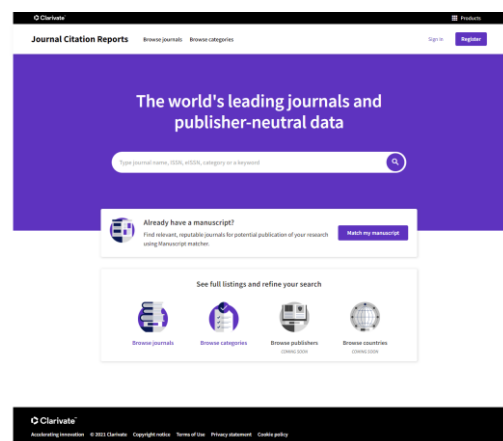 Clarivate™
Products
Journal Citation Reports Browse journals Browse categories
Sign in Register
The world's leading journals and
publisher-neutral data
Type journal name, ISSN, eISSN, category or a keyword
Already have a manuscript?
Find relevant, reputable journals for potential publication of your research
using Manuscript matcher.
Match my manuscript
See full listings and refine your search
Browse journals Browse categories Browse publishers Browse countries
COMING SOON COMING SOON
Clarivate™
Accelerating innovation © 2021 Clarivate Copyright notice Terms of Use Privacy statement Cookie policy